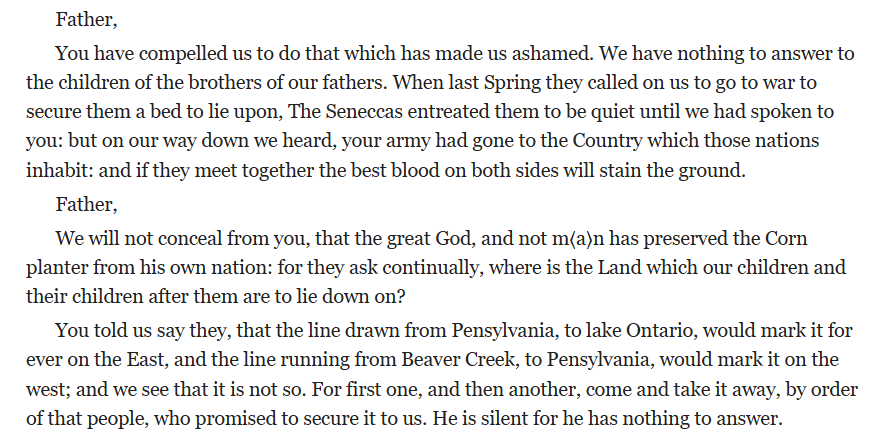 Father,
You have compelled us to do that which has made us ashamed. We have nothing to answer to
the children of the brothers of our fathers. When last Spring they called on us to go to war to
secure them a bed to lie upon, The Seneccas entreated them to be quiet until we had spoken to
you: but on our way down we heard, your army had gone to the Country which those nations
inhabit: and if they meet together the best blood on both sides will stain the ground.
Father,
We will not conceal from you, that the great God, and not m⟨a⟩n has preserved the Corn
planter from his own nation: for they ask continually, where is the Land which our children and
their children after them are to lie down on?
You told us say they, that the line drawn from Pensylvania, to lake Ontario, would mark it for
ever on the East, and the line running from Beaver Creek, to Pensylvania, would mark it on the
west; and we see that it is not so. For first one, and then another, come and take it away, by order
of that people, who promised to secure it to us. He is silent for he has nothing to answer.